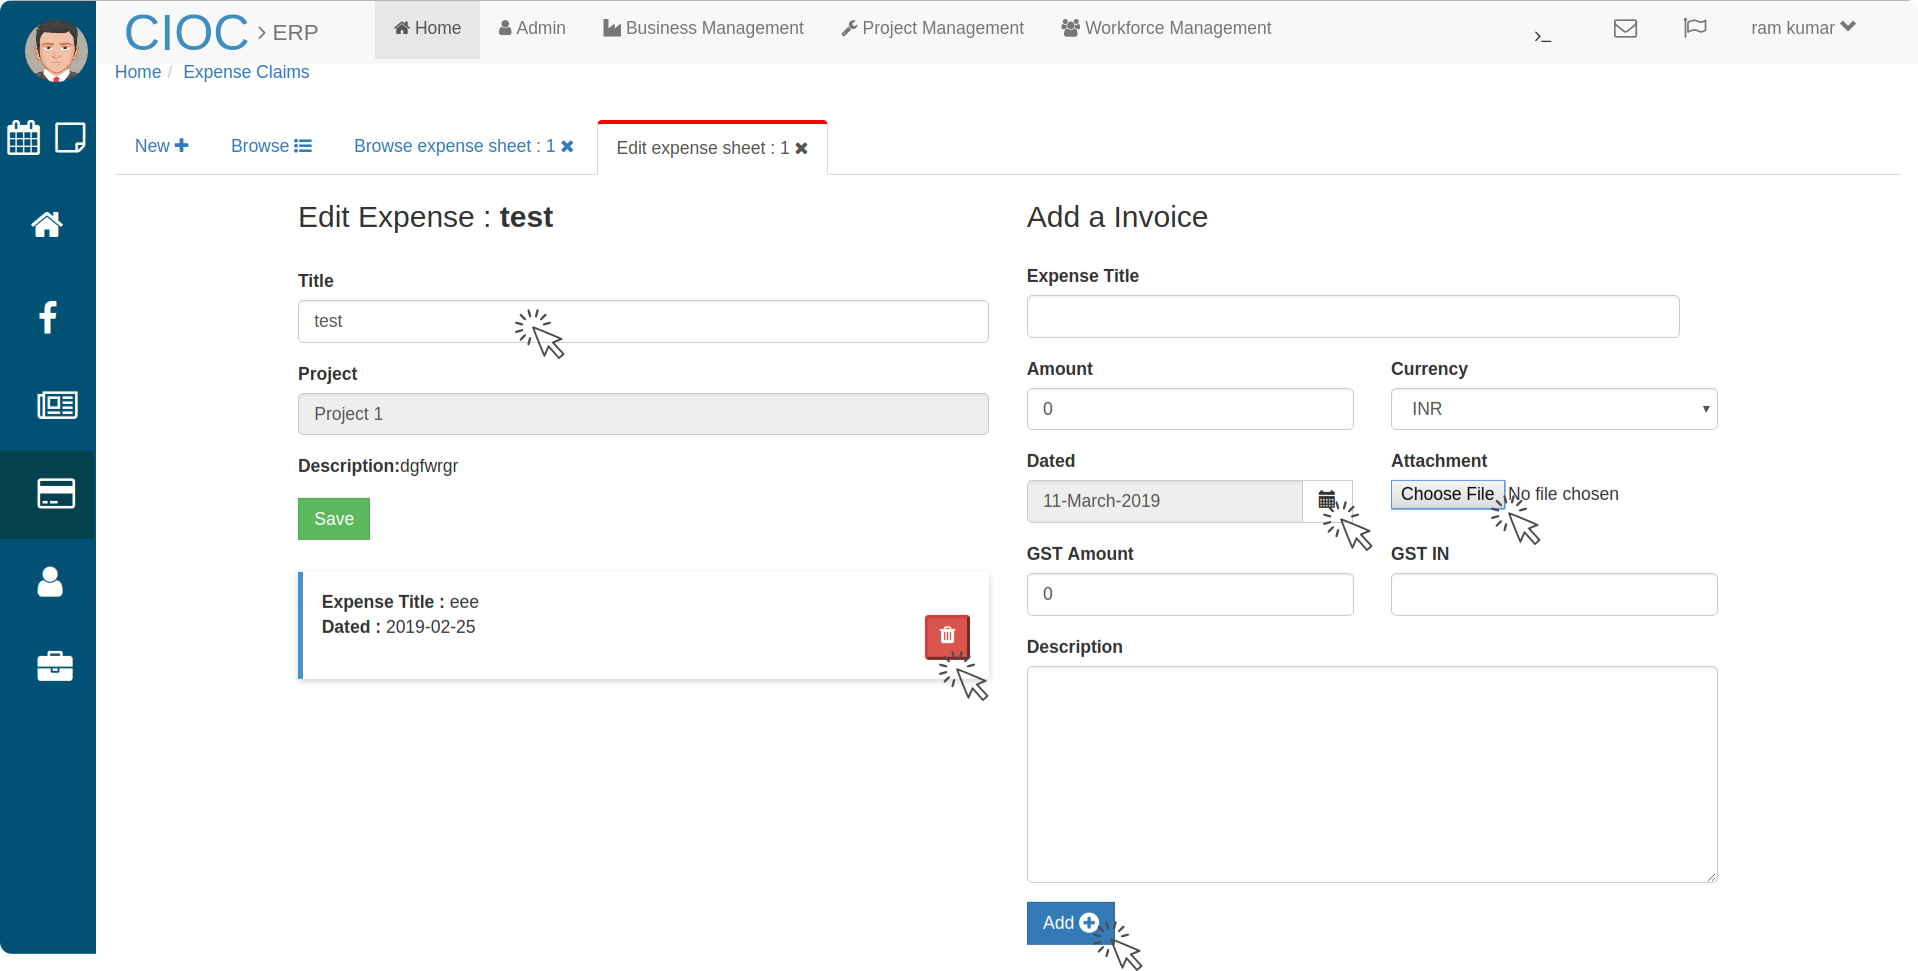 CIOC > ERP
Home
Admin
Business Management
Project Management
Workforce Management
>_
ram kumar
Home / Expense Claims
New
Browse
Browse expense sheet : 1
Edit expense sheet : 1
Edit Expense : test
Title
test
Project
Project 1
Description:dgfwrgr
Save
Expense Title : eee
Dated : 2019-02-25
Add a Invoice
Expense Title
Amount
Currency
0
INR
Dated
Attachment
11-March-2019
Choose File No file chosen
GST Amount
GST IN
0
Description
Add